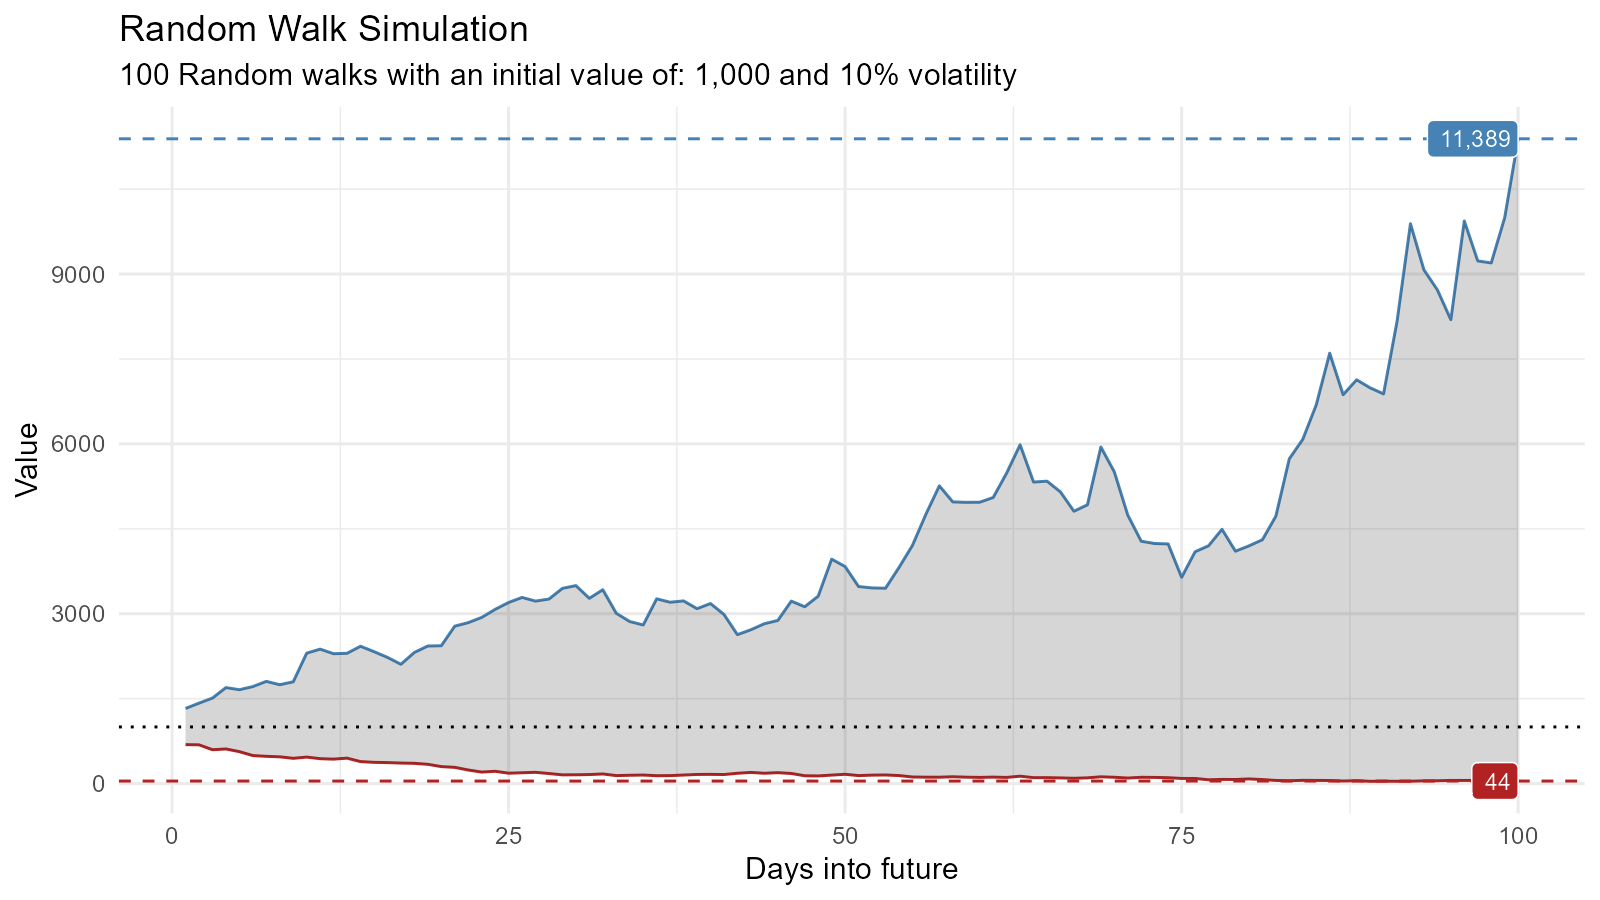 Random Walk Simulation
100 Random walks with an initial value of: 1,000 and 10% volatility
11,389
9000
6000
3000
0
44
Value
0 25 50 75 100
Days into future